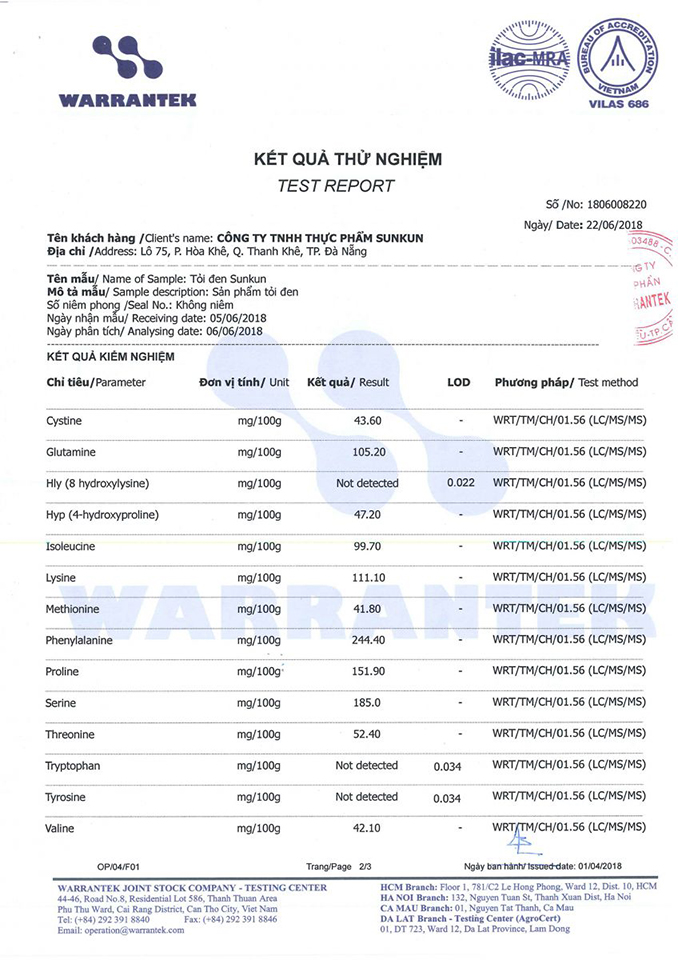 WARRANTEK
ilac-MRA
BUREAU OF ACCREDITATION
VIETNAM
VILAS 686
KẾT QUẢ THỬ NGHIỆM
TEST REPORT
Số /No: 1806008220
Ngày/ Date: 22/06/2018
Tên khách hàng /Client's name: CÔNG TY TNHH THỰC PHẨM SUNKUN
Địa chỉ /Address: Lô 75, P. Hòa Khê, Q. Thanh Khê, TP. Đà Nẵng
Tên mẫu/ Name of Sample: Tỏi đen Sunkun
Mô tả mẫu/ Sample description: Sản phẩm tỏi đen
Số niêm phong /Seal No.: Không niêm
Ngày nhận mẫu/ Receiving date: 05/06/2018
Ngày phân tích/ Analysing date: 06/06/2018
KẾT QUẢ KIỂM NGHIỆM
Chỉ tiêu/Parameter Đơn vị tính/ Unit Kết quả/ Result LOD Phương pháp/ Test method
Cystine mg/100g 43.60 - WRT/TM/CH/01.56 (LC/MS/MS)
Glutamine mg/100g 105.20 - WRT/TM/CH/01.56 (LC/MS/MS)
Hly (8 hydroxylysine) mg/100g Not detected 0.022 WRT/TM/CH/01.56 (LC/MS/MS)
Hyp (4-hydroxyproline) mg/100g 47.20 - WRT/TM/CH/01.56 (LC/MS/MS)
Isoleucine mg/100g 99.70 - WRT/TM/CH/01.56 (LC/MS/MS)
Lysine mg/100g 111.10 - WRT/TM/CH/01.56 (LC/MS/MS)
Methionine mg/100g 41.80 - WRT/TM/CH/01.56 (LC/MS/MS)
Phenylalanine mg/100g 244.40 - WRT/TM/CH/01.56 (LC/MS/MS)
Proline mg/100g 151.90 - WRT/TM/CH/01.56 (LC/MS/MS)
Serine mg/100g 185.0 - WRT/TM/CH/01.56 (LC/MS/MS)
Threonine mg/100g 52.40 - WRT/TM/CH/01.56 (LC/MS/MS)
Tryptophan mg/100g Not detected 0.034 WRT/TM/CH/01.56 (LC/MS/MS)
Tyrosine mg/100g Not detected 0.034 WRT/TM/CH/01.56 (LC/MS/MS)
Valine mg/100g 42.10 - WRT/TM/CH/01.56 (LC/MS/MS)
WARRANTEK
OP/04/F01 Trang/Page 2/3 Ngày ban hành/ Issued date: 01/04/2018
WARRANTEK JOINT STOCK COMPANY - TESTING CENTER
44-46, Road No.8, Residential Lot 586, Thanh Thuan Area
Phu Thu Ward, Cai Rang District, Can Tho City, Viet Nam
Tel: (+84) 292 391 8840 Fax: (+84) 292 391 8846
Email: operation@warrantek.com
HCM Branch: Floor 1, 781/C2 Le Hong Phong, Ward 12, Dist. 10, HCM
HA NOI Branch: 132, Nguyen Tuan St, Thanh Xuan Dist, Ha Noi
CA MAU Branch: 01, Nguyen Tat Thanh, Ca Mau
DA LAT Branch - Testing Center (AgroCert)
01, DT 723, Ward 12, Da Lat Province, Lam Dong